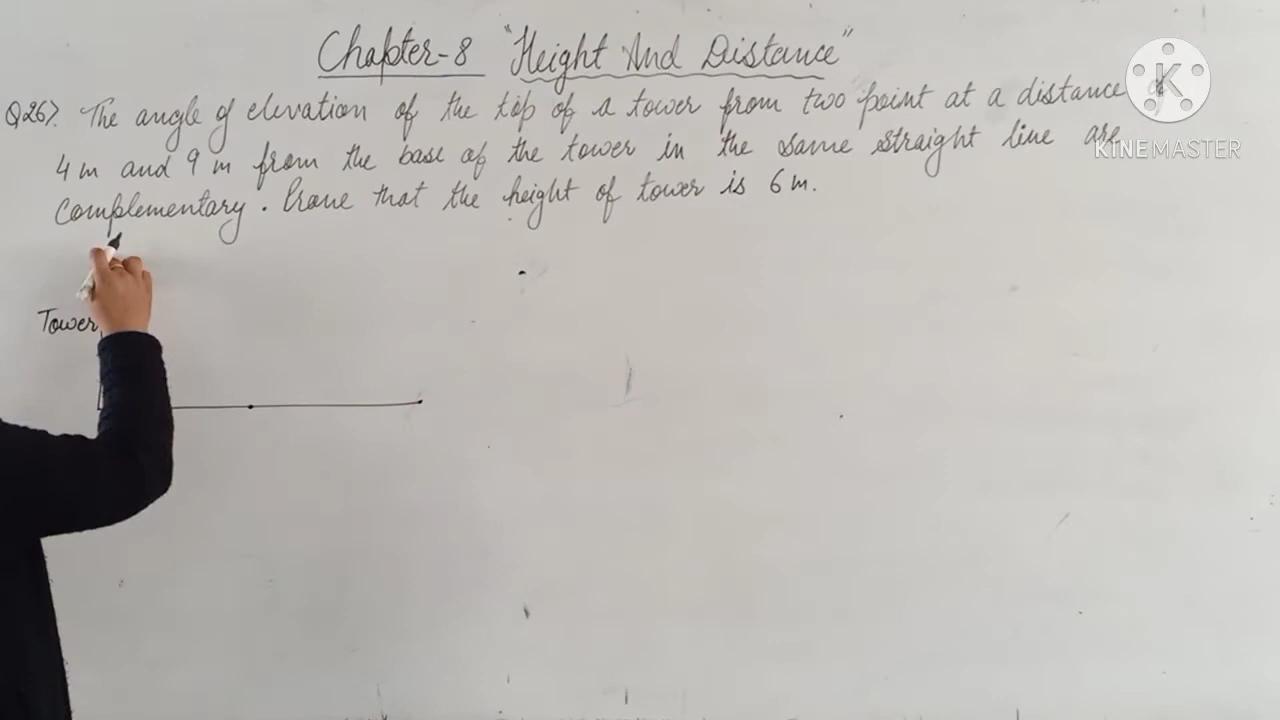 Chapter-8 "Height And Distance"
Q26). The angle of elevation of the top of a tower from two point at a distance of
4 m and 9 m from the base of the tower in the same straight line are
complementary. Prove that the height of tower is 6 m.
Tower
K
KINEMASTER